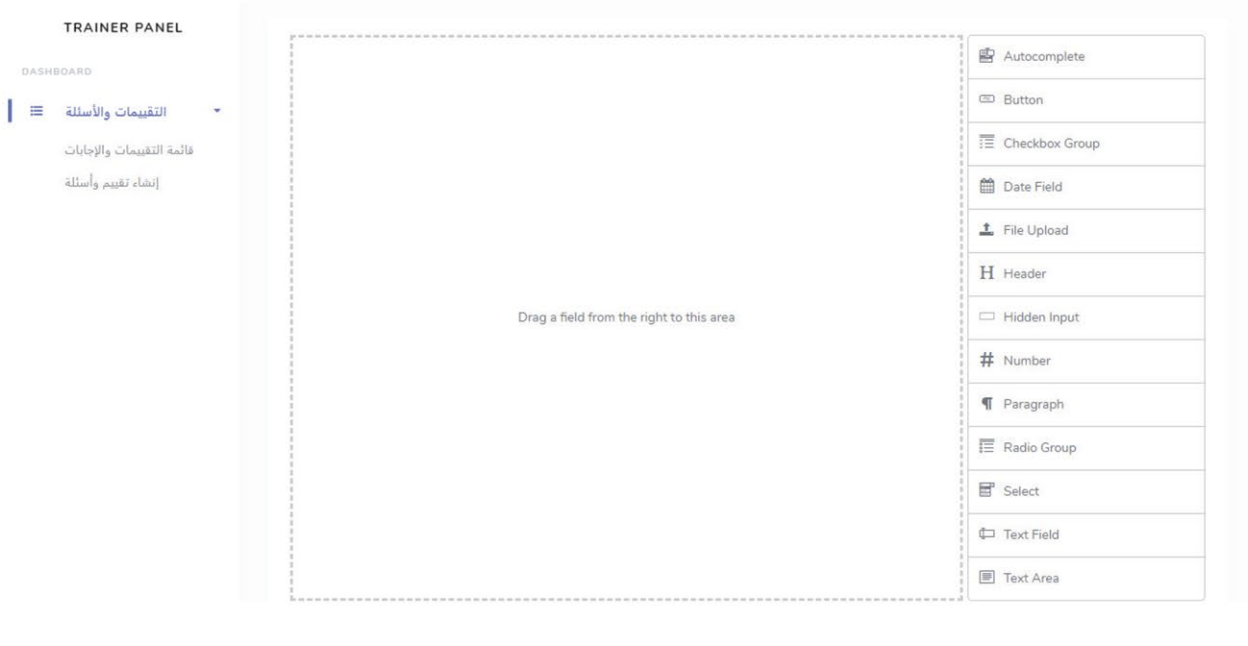 TRAINER PANEL
DASHBOARD
التقييمات والأسئلة
قائمة التقييمات والإجابات
إنشاء تقييم وأسئلة
Drag a field from the right to this area
Autocomplete
Button
Checkbox Group
Date Field
File Upload
H Header
Hidden Input
# Number
¶ Paragraph
Radio Group
Select
Text Field
Text Area